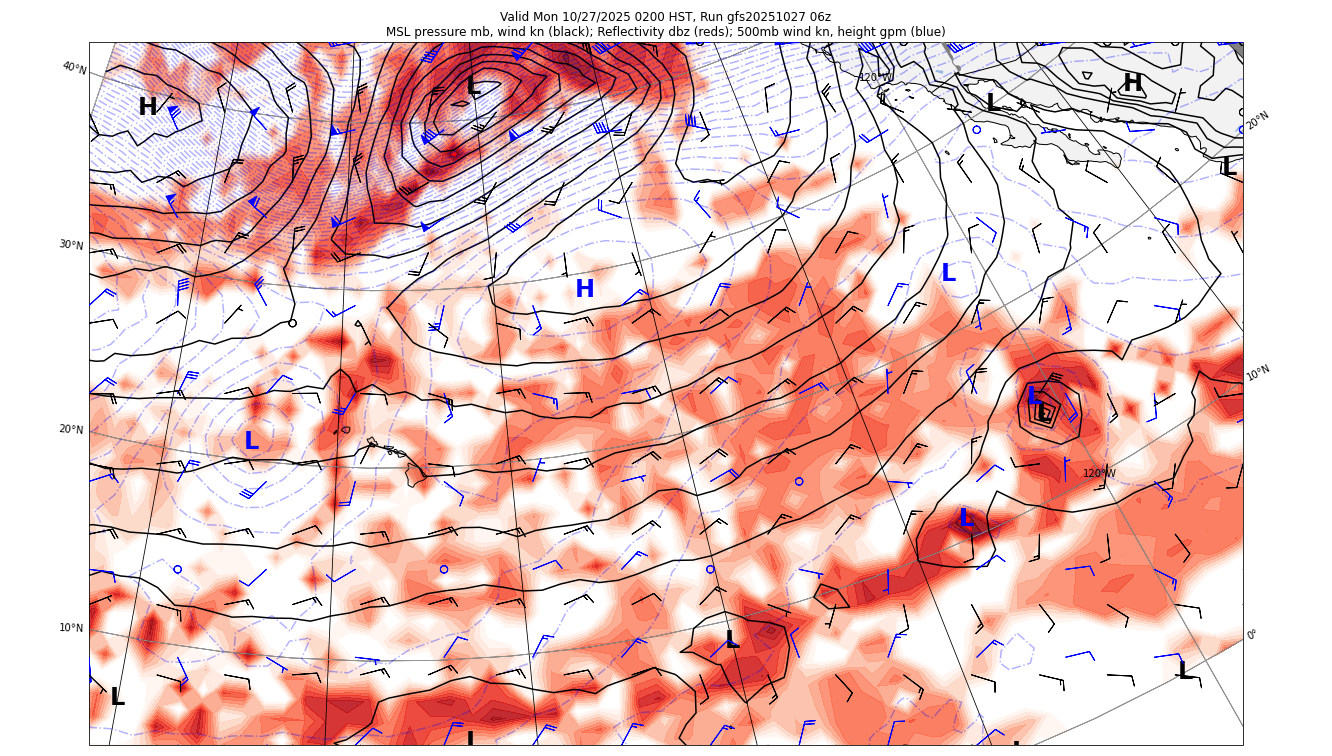 Valid Mon 10/27/2025 0200 HST, Run gfs20251027 06z
MSL pressure mb, wind kn (black); Reflectivity dbz (reds); 500mb wind kn, height gpm (blue)
40°N
H
L
120°W
L
H
20°N
L
30°N
H
L
10°N
L
L
20°N
L
120°W
L
10°N
L
0°
L
L
L